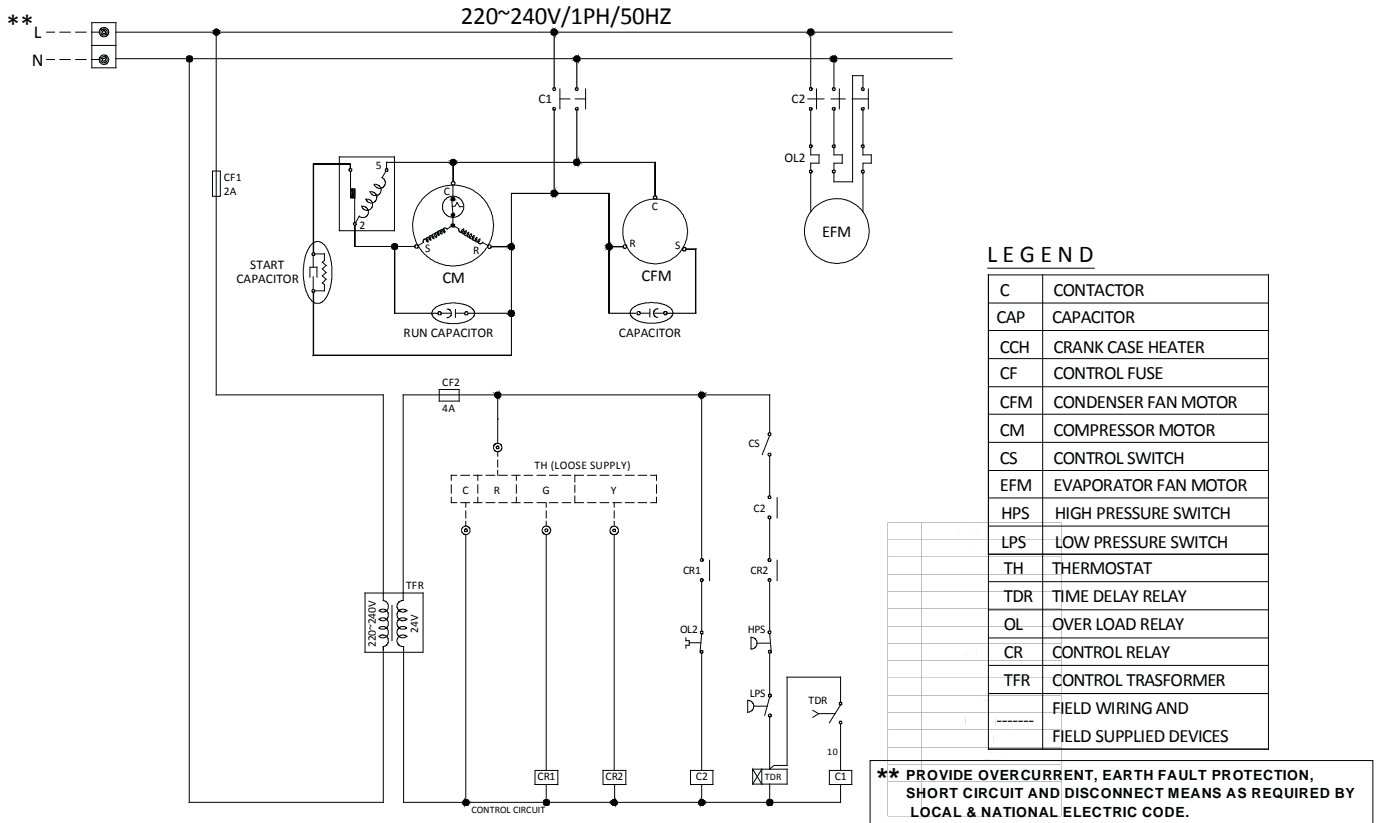 220~240V/1PH/50HZ
** L
N
C1
C2
CF1
2A
5
2
C
S
R
CM
C
R
S
CFM
OL2
EFM
START
CAPACITOR
RUN CAPACITOR
CAPACITOR
CF2
4A
TH (LOOSE SUPPLY)
C R G Y
CS
C2
CR1
CR2
OL2
HPS
LPS
TDR
10
TFR
220~240V
24V
CR1
CR2
C2
TDR
C1
CONTROL CIRCUIT
LEGEND
C CONTACTOR
CAP CAPACITOR
CCH CRANK CASE HEATER
CF CONTROL FUSE
CFM CONDENSER FAN MOTOR
CM COMPRESSOR MOTOR
CS CONTROL SWITCH
EFM EVAPORATOR FAN MOTOR
HPS HIGH PRESSURE SWITCH
LPS LOW PRESSURE SWITCH
TH THERMOSTAT
TDR TIME DELAY RELAY
OL OVER LOAD RELAY
CR CONTROL RELAY
TFR CONTROL TRASFORMER
------- FIELD WIRING AND
FIELD SUPPLIED DEVICES
** PROVIDE OVERCURRENT, EARTH FAULT PROTECTION,
SHORT CIRCUIT AND DISCONNECT MEANS AS REQUIRED BY
LOCAL & NATIONAL ELECTRIC CODE.